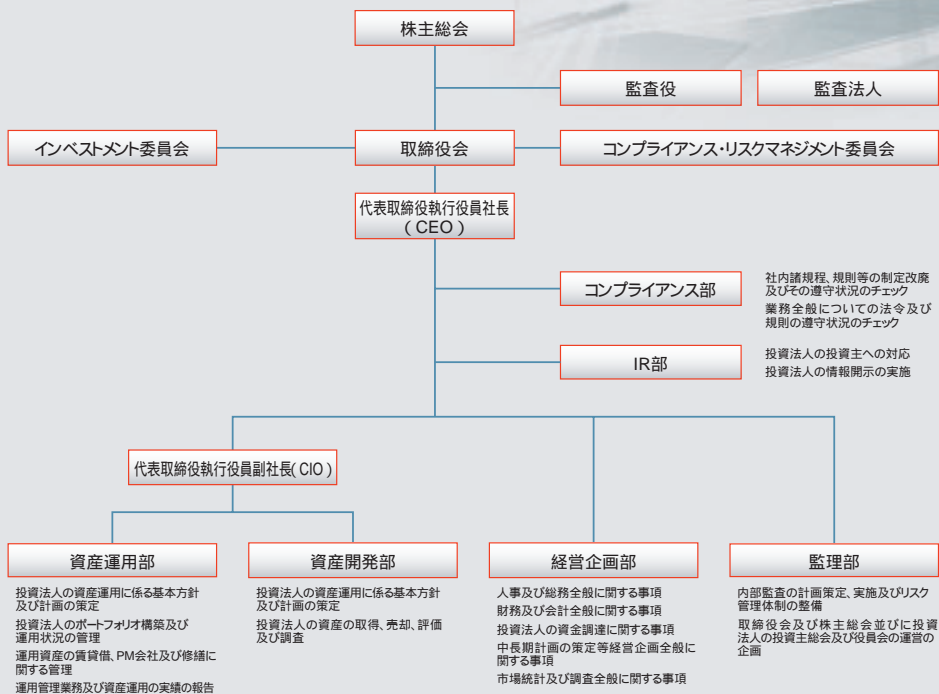 株主総会
監査役
監査法人
インベストメント委員会
取締役会
コンプライアンス・リスクマネジメント委員会
代表取締役執行役員社長
(CEO)
コンプライアンス部
社内諸規程、規則等の制定改廃
及びその遵守状況のチェック
業務全般についての法令及び
規則の遵守状況のチェック
IR部
投資法人の投資主への対応
投資法人の情報開示の実施
代表取締役執行役員副社長(CIO)
資産運用部
投資法人の資産運用に係る基本方針
及び計画の策定
投資法人のポートフォリオ構築及び
運用状況の管理
運用資産の賃貸借、PM会社及び修繕に
関する管理
運用管理業務及び資産運用の実績の報告
資産開発部
投資法人の資産運用に係る基本方針
及び計画の策定
投資法人の資産の取得、売却、評価
及び調査
経営企画部
人事及び総務全般に関する事項
財務及び会計全般に関する事項
投資法人の資金調達に関する事項
中長期計画の策定等経営企画全般に
関する事項
市場統計及び調査全般に関する事項
監理部
内部監査の計画策定、実施及びリスク
管理体制の整備
取締役会及び株主総会並びに投資
法人の投資主総会及び役員会の運営の
企画